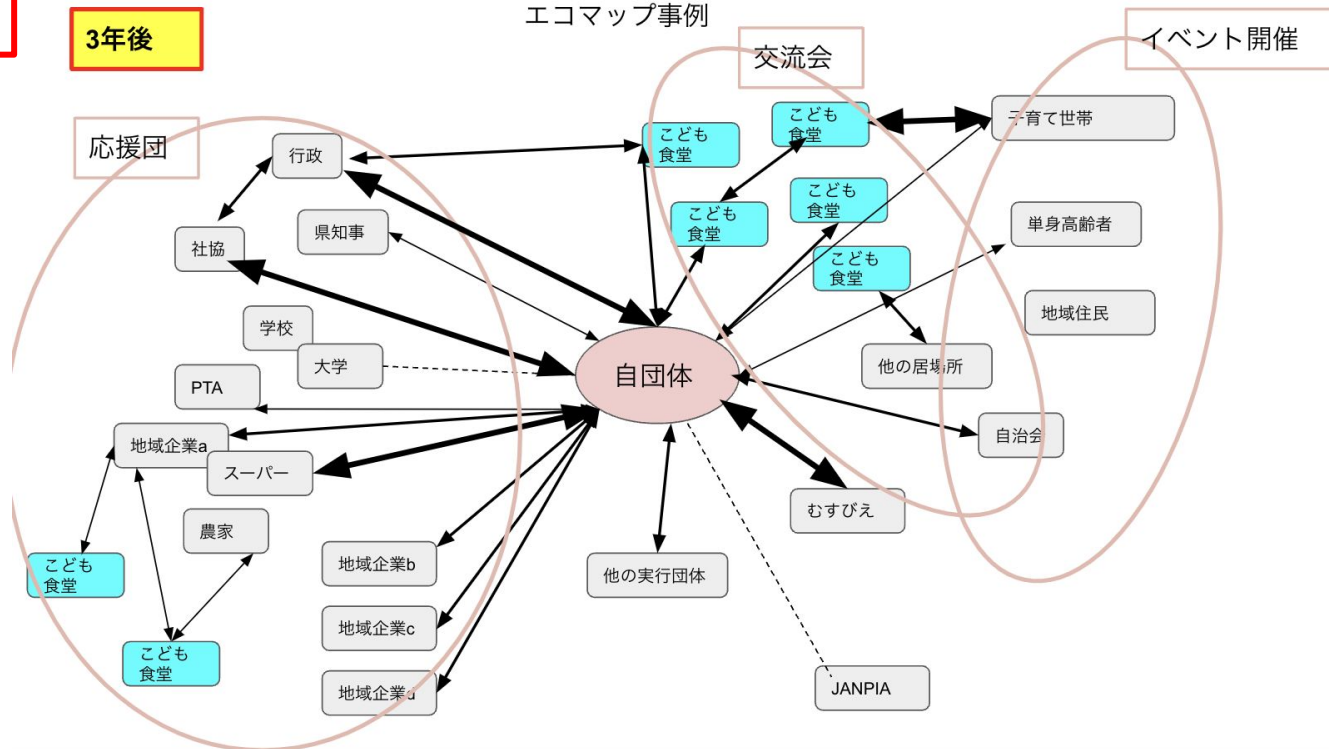 エコマップ事例
3年後
イベント開催
交流会
応援団
こども
食堂
子育て世帯
こども
食堂
行政
こども
食堂
こども
食堂
県知事
単身高齢者
社協
こども
食堂
地域住民
学校
大学
自団体
他の居場所
PTA
自治会
地域企業a
スーパー
むすびえ
農家
地域企業b
他の実行団体
こども
食堂
地域企業c
こども
食堂
地域企業d
JANPIA